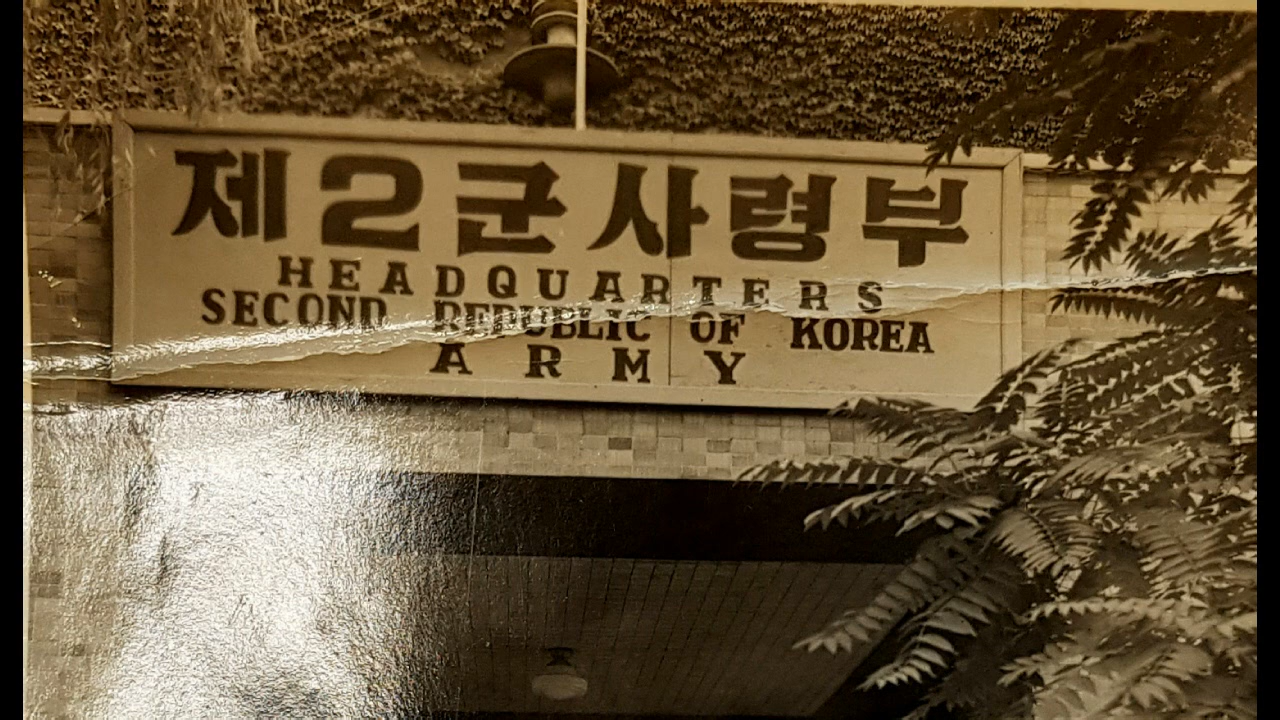 제2군사령부
HEADQUARTERS
SECOND REPUBLIC OF KOREA
ARMY